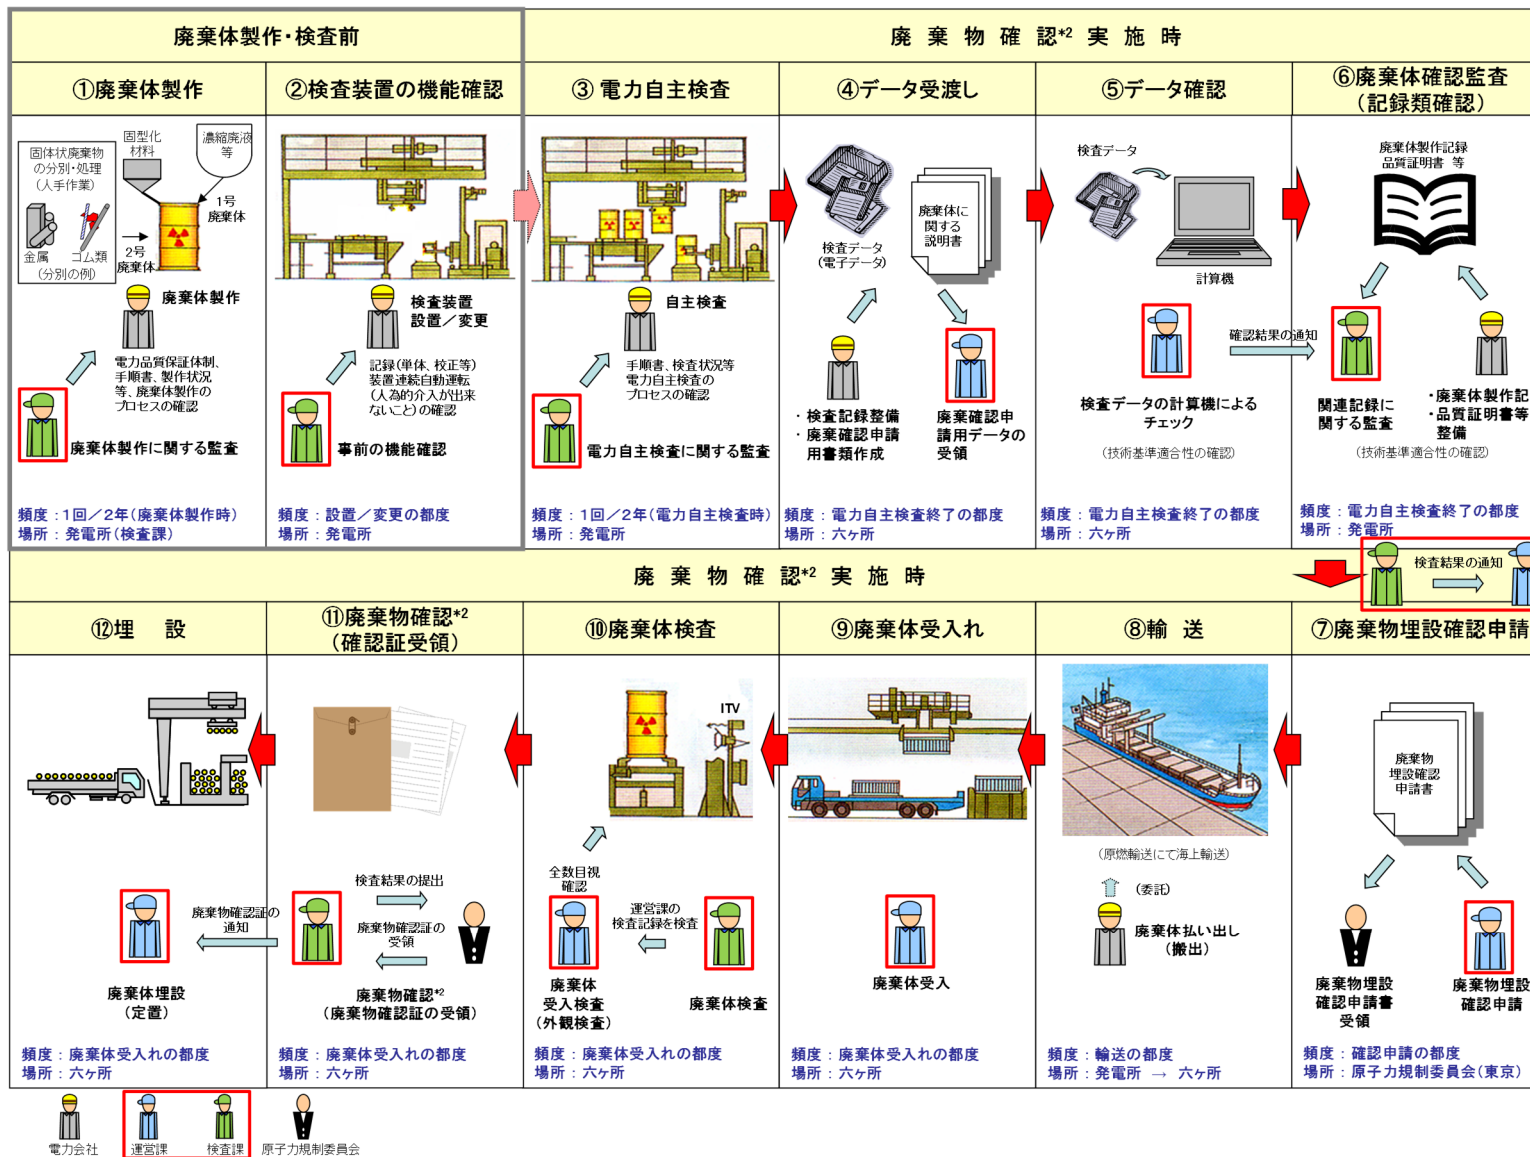 廃棄体製作・検査前
廃棄物確認*2実施時
①廃棄体製作
②検査装置の機能確認
③電力自主検査
④データ受渡し
⑤データ確認
⑥廃棄体確認監査
(記録類確認)
固体状廃棄物
の分別・処理
(人手作業)
固型化
材料
濃縮廃液
等
1号
廃棄体
2号
廃棄体
金属
ゴム類
(分別の例)
廃棄体製作
電力品質保証体制、
手順書、製作状況
等、廃棄体製作の
プロセスの確認
廃棄体製作に関する監査
頻度:1回/2年(廃棄体製作時)
場所:発電所(検査課)
検査装置
設置/変更
記録(単体、校正等)
装置連続自動運転
(人為的介入が出来
ないこと)の確認
事前の機能確認
頻度:設置/変更の都度
場所:発電所
自主検査
手順書、検査状況等
電力自主検査の
プロセスの確認
電力自主検査に関する監査
頻度:1回/2年(電力自主検査時)
場所:発電所
検査データ
(電子データ)
廃棄体に
関する
説明書
・検査記録整備
・廃棄確認申請
用書類作成
廃棄確認申
請用データの
受領
頻度:電力自主検査終了の都度
場所:六ヶ所
検査データ
計算機
確認結果の通知
検査データの計算機による
チェック
(技術基準適合性の確認)
頻度:電力自主検査終了の都度
場所:六ヶ所
廃棄体製作記録
品質証明書 等
関連記録に
関する監査
・廃棄体製作記
・品質証明書等
整備
(技術基準適合性の確認)
頻度:電力自主検査終了の都度
場所:発電所
検査結果の通知
廃棄物確認*2実施時
⑫埋 設
⑪廃棄物確認*2
(確認証受領)
⑩廃棄体検査
⑨廃棄体受入れ
⑧輸 送
⑦廃棄物埋設確認申請
廃棄物確認証の
通知
廃棄体埋設
(定置)
頻度:廃棄体受入れの都度
場所:六ヶ所
検査結果の提出
廃棄物確認証の
受領
廃棄物確認*2
(廃棄物確認証の受領)
頻度:廃棄体受入れの都度
場所:六ヶ所
ITV
全数目視
確認
運営課の
検査記録を検査
廃棄体
受入検査
(外観検査)
廃棄体検査
頻度:廃棄体受入れの都度
場所:六ヶ所
廃棄体受入
頻度:廃棄体受入れの都度
場所:六ヶ所
(原燃輸送にて海上輸送)
(委託)
廃棄体払い出し
(搬出)
頻度:輸送の都度
場所:発電所 → 六ヶ所
廃棄物
埋設確認
申請書
廃棄物埋設
確認申請書
受領
廃棄物埋設
確認申請
頻度:確認申請の都度
場所:原子力規制委員会(東京)
電力会社
運営課
検査課
原子力規制委員会